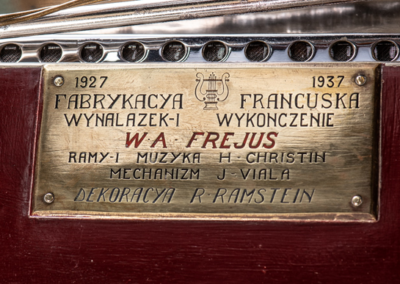 1927 1937
FABRYKACYA FRANCUSKA
WYNALAZEK-I WYKONCZENIE
W A - FREJUS
RAMY-I MUZYKA H-CHRISTIN
MECHANIZM J-VIALA
DEKORACYA R-RAMSTEIN